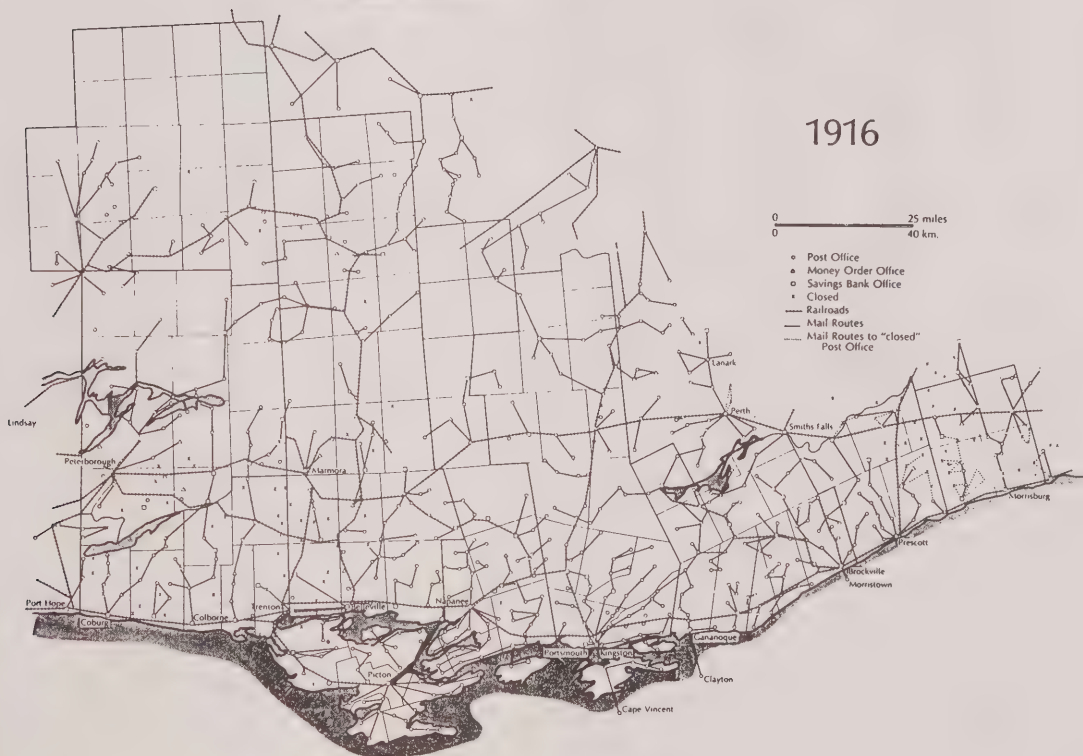 1916
0 25 miles
0 40 km.
Post Office
Money Order Office
Savings Bank Office
Closed
Railroads
Mail Routes
Mail Routes to "closed"
Post Office
Lanark
Perth
Smiths Falls
Lindsay
Peterborough
Marmora
Morrisburg
Prescott
Brockville
Morristown
Port Hope
Coburg
Colborne
Trenton
Belleville
Napanee
Gananoque
Portsmouth
Kingston
Picton
Clayton
Cape Vincent